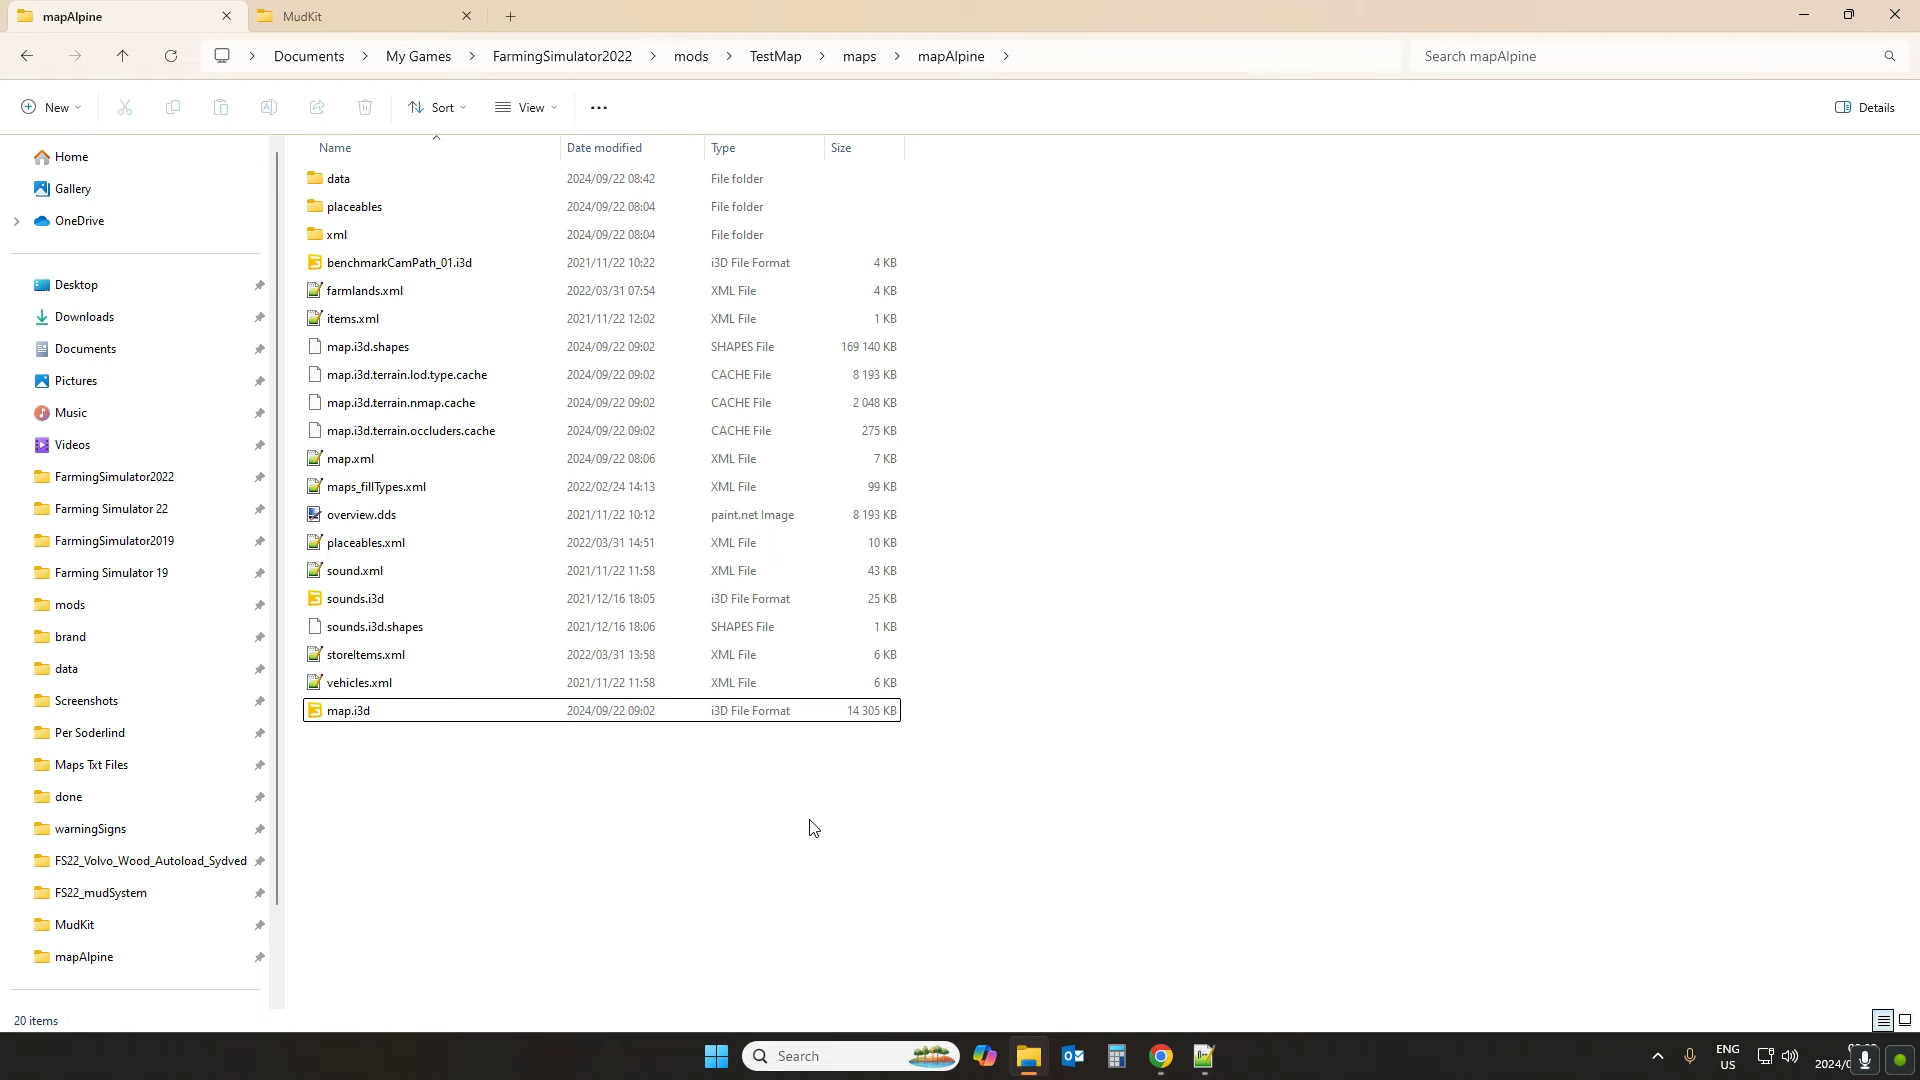 mapAlpine
MudKit
Documents My Games FarmingSimulator2022 mods TestMap maps mapAlpine
Search mapAlpine
New Sort View Details
Home
Gallery
OneDrive
Desktop
Downloads
Documents
Pictures
Music
Videos
FarmingSimulator2022
Farming Simulator 22
FarmingSimulator2019
Farming Simulator 19
mods
brand
data
Screenshots
Per Soderlind
Maps Txt Files
done
warningSigns
FS22_Volvo_Wood_Autoload_Sydved
FS22_mudSystem
MudKit
mapAlpine
Name Date modified Type Size
data 2024/09/22 08:42 File folder
placeables 2024/09/22 08:04 File folder
xml 2024/09/22 08:04 File folder
benchmarkCamPath_01.i3d 2021/11/22 10:22 i3D File Format 4 KB
farmlands.xml 2022/03/31 07:54 XML File 4 KB
items.xml 2021/11/22 12:02 XML File 1 KB
map.i3d.shapes 2024/09/22 09:02 SHAPES File 169 140 KB
map.i3d.terrain.lod.type.cache 2024/09/22 09:02 CACHE File 8 193 KB
map.i3d.terrain.nmap.cache 2024/09/22 09:02 CACHE File 2 048 KB
map.i3d.terrain.occluders.cache 2024/09/22 09:02 CACHE File 275 KB
map.xml 2024/09/22 08:06 XML File 7 KB
maps_fillTypes.xml 2022/02/24 14:13 XML File 99 KB
overview.dds 2021/11/22 10:12 paint.net Image 8 193 KB
placeables.xml 2022/03/31 14:51 XML File 10 KB
sound.xml 2021/11/22 11:58 XML File 43 KB
sounds.i3d 2021/12/16 18:05 i3D File Format 25 KB
sounds.i3d.shapes 2021/12/16 18:06 SHAPES File 1 KB
storeItems.xml 2022/03/31 13:58 XML File 6 KB
vehicles.xml 2021/11/22 11:58 XML File 6 KB
map.i3d 2024/09/22 09:02 i3D File Format 14 305 KB
20 items
Search
ENG
US
2024/